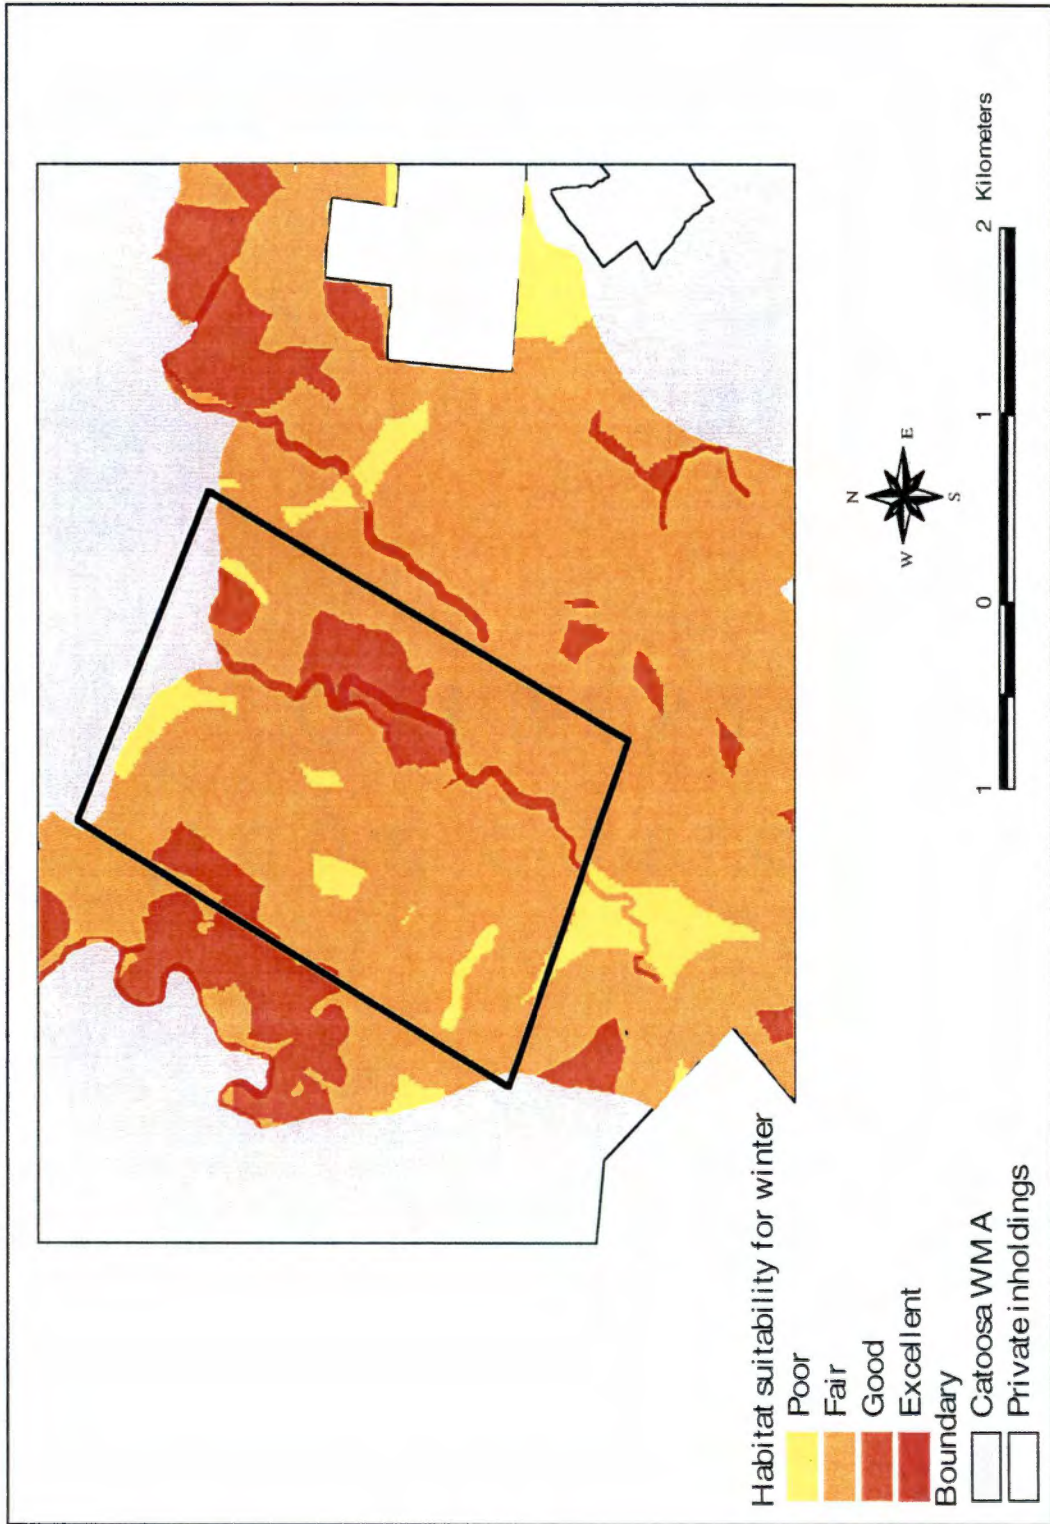 Habitat suitability for winter
Poor
Fair
Good
Excellent
Boundary
Catoosa WMA
Private inholdings
N
W E
S
1 0 1 2 Kilometers